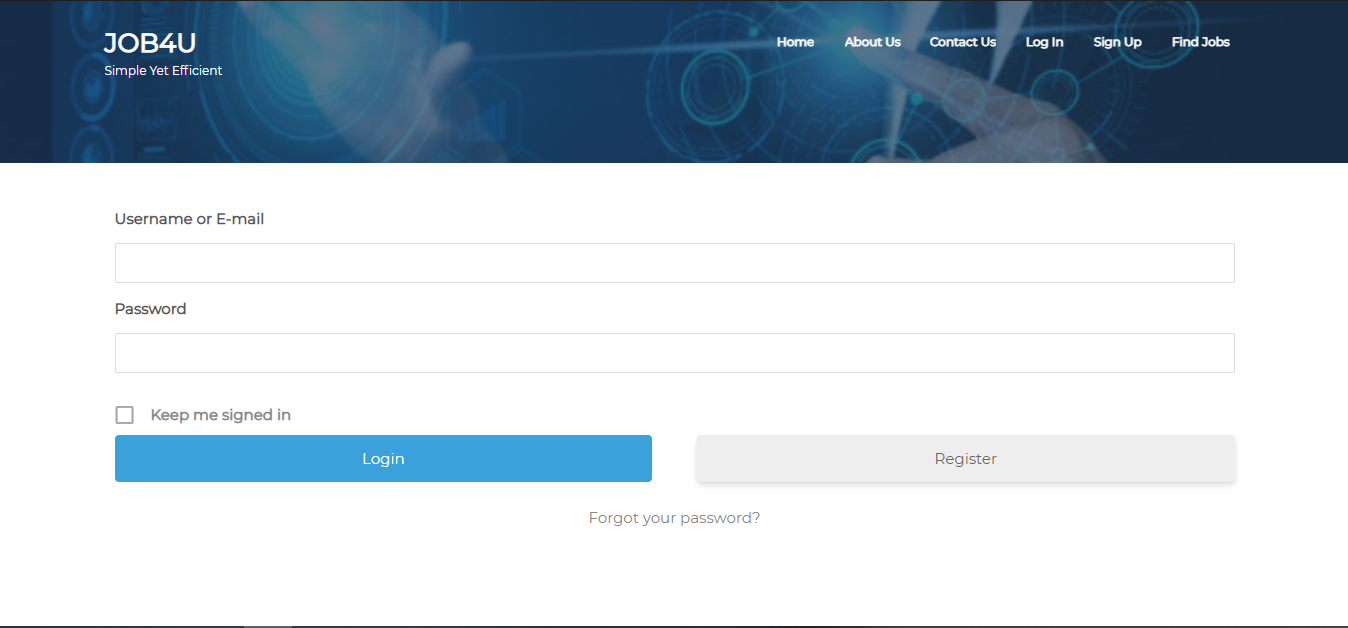 JOB4U
Simple Yet Efficient
Home About Us Contact Us Log In Sign Up Find Jobs
Username or E-mail
Password
Keep me signed in
Login Register
Forgot your password?